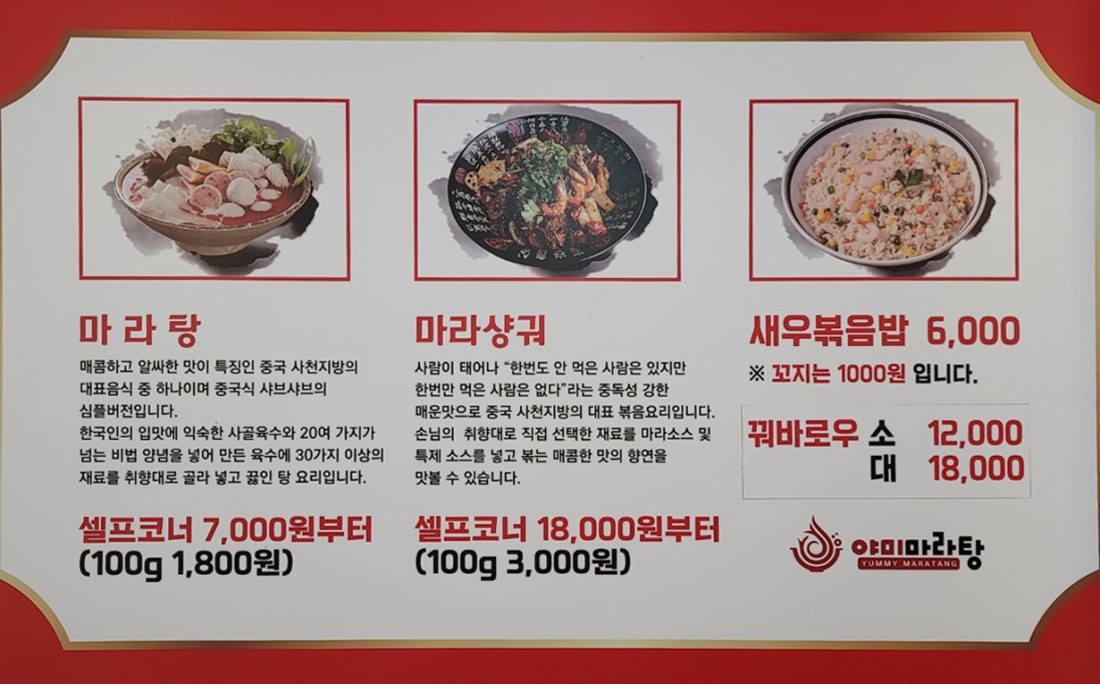 마라탕
매콤하고 알싸한 맛이 특징인 중국 사천지방의
대표음식 중 하나이며 중국식 샤브샤브의
심플버전입니다.
한국인의 입맛에 익숙한 사골육수와 20여 가지가
넘는 비법 양념을 넣어 만든 육수에 30가지 이상의
재료를 취향대로 골라 넣고 끓인 탕 요리입니다.
셀프코너 7,000원부터
(100g 1,800원)
마라샹궈
사람이 태어나 “한번도 안 먹은 사람은 있지만
한번만 먹은 사람은 없다”라는 중독성 강한
매운맛으로 중국 사천지방의 대표 볶음요리입니다.
손님의 취향대로 직접 선택한 재료를 마라소스 및
특제 소스를 넣고 볶는 매콤한 맛의 향연을
맛볼 수 있습니다.
셀프코너 18,000원부터
(100g 3,000원)
새우볶음밥 6,000
※ 꼬지는 1000원 입니다.
꿔바로우 소 12,000
대 18,000
야미마라탕
YUMMY MARATANG